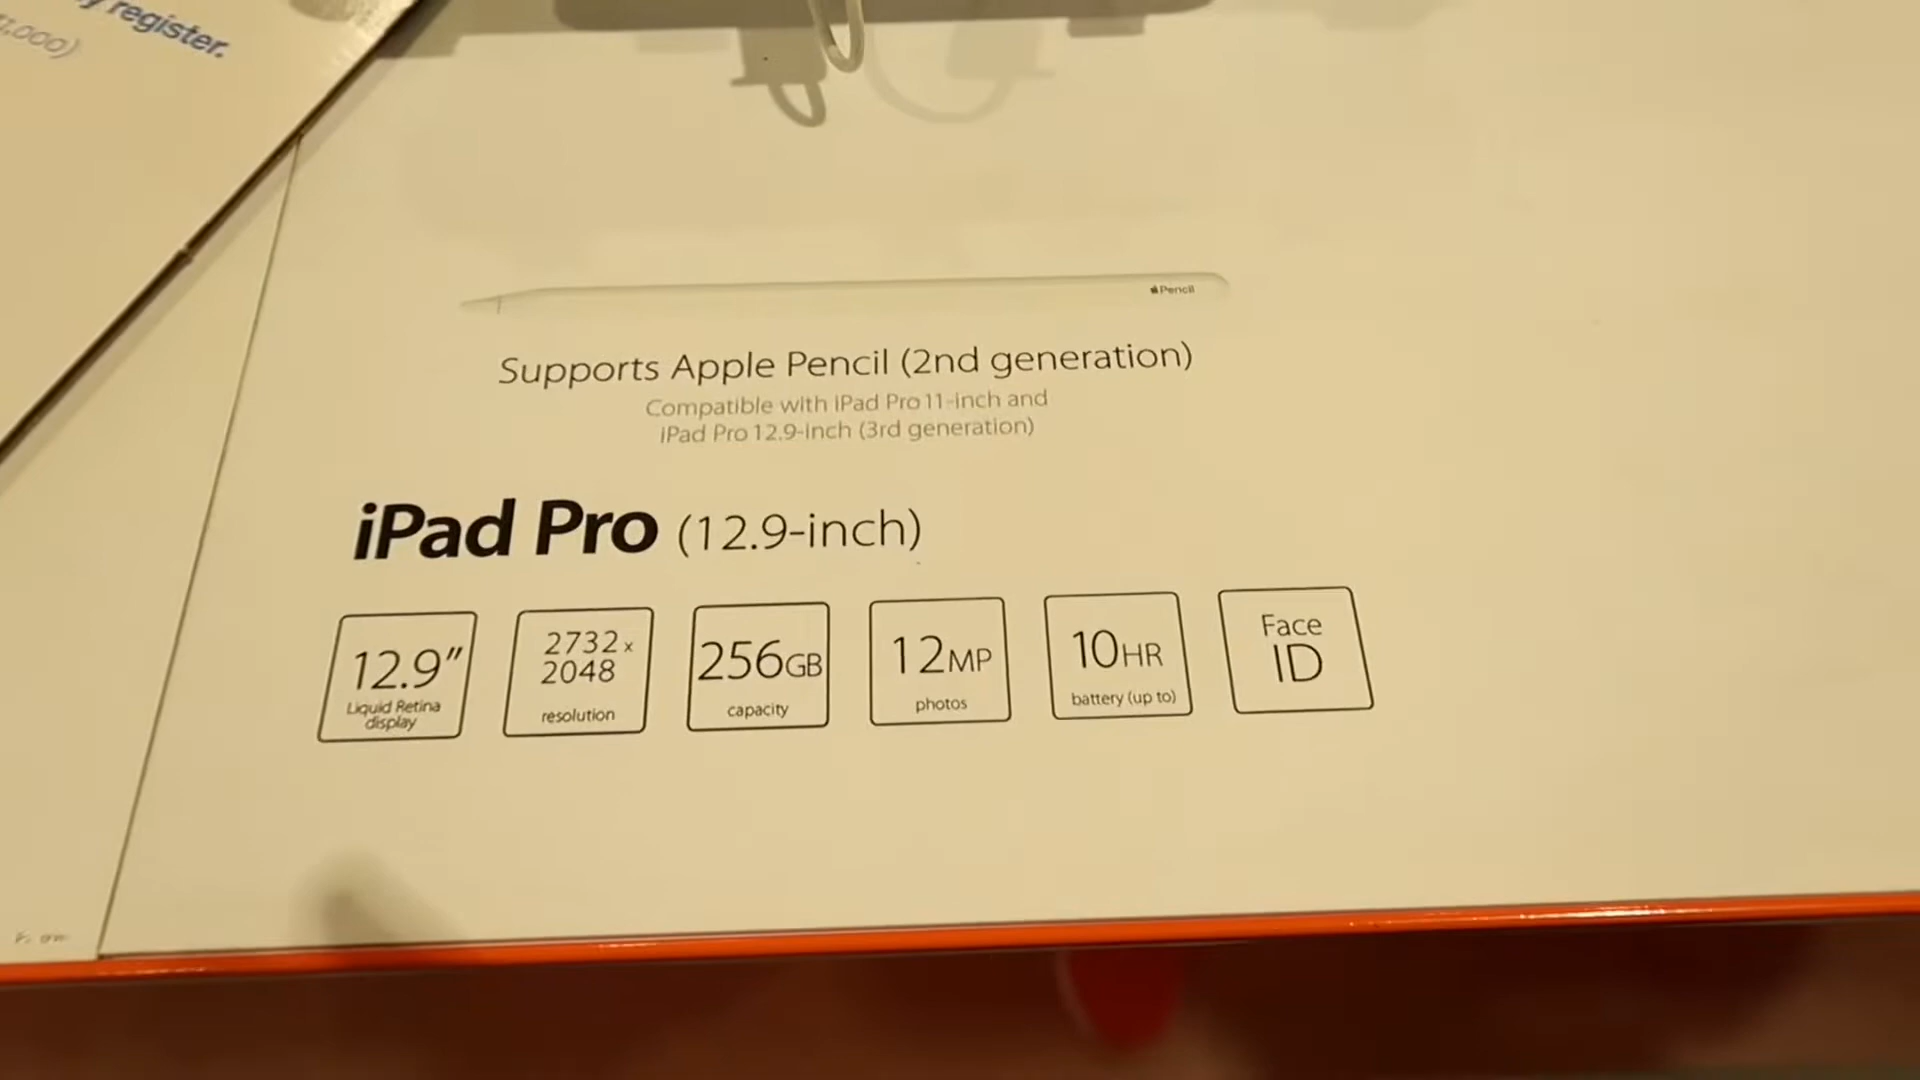 register.
Pencil
Supports Apple Pencil (2nd generation)
Compatible with iPad Pro 11-inch and
iPad Pro 12.9-inch (3rd generation)
iPad Pro (12.9-inch)
12.9"
Liquid Retina
display
2732 x
2048
resolution
256GB
capacity
12MP
photos
10HR
battery (up to)
Face
ID